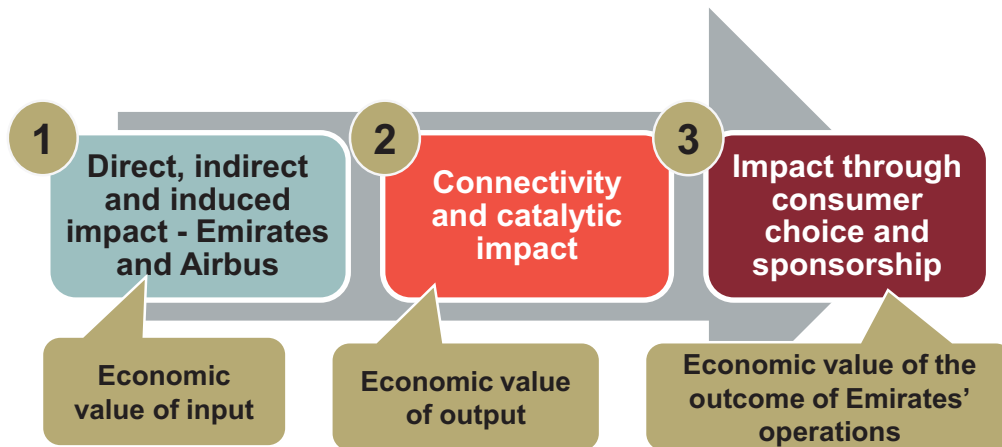 1
Direct, indirect
and induced
impact - Emirates
and Airbus
2
Connectivity
and catalytic
impact
3
Impact through
consumer
choice and
sponsorship
Economic
value of input
Economic value
of output
Economic value of the
outcome of Emirates’
operations